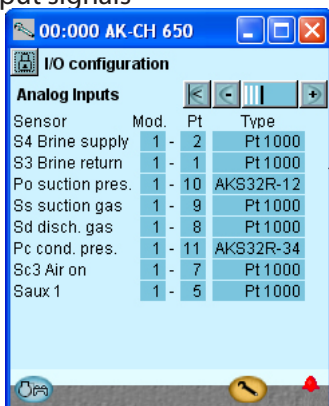 put signals
00:000 AK-CH 650
I/O configuration
Analog Inputs
Sensor Mod. Pt Type
S4 Brine supply 1 - 2 Pt 1000
S3 Brine return 1 - 1 Pt 1000
Po suction pres. 1 - 10 AKS32R-12
Ss suction gas 1 - 9 Pt 1000
Sd disch. gas 1 - 8 Pt 1000
Pc cond. pres. 1 - 11 AKS32R-34
Sc3 Air on 1 - 7 Pt 1000
Saux 1 1 - 5 Pt 1000